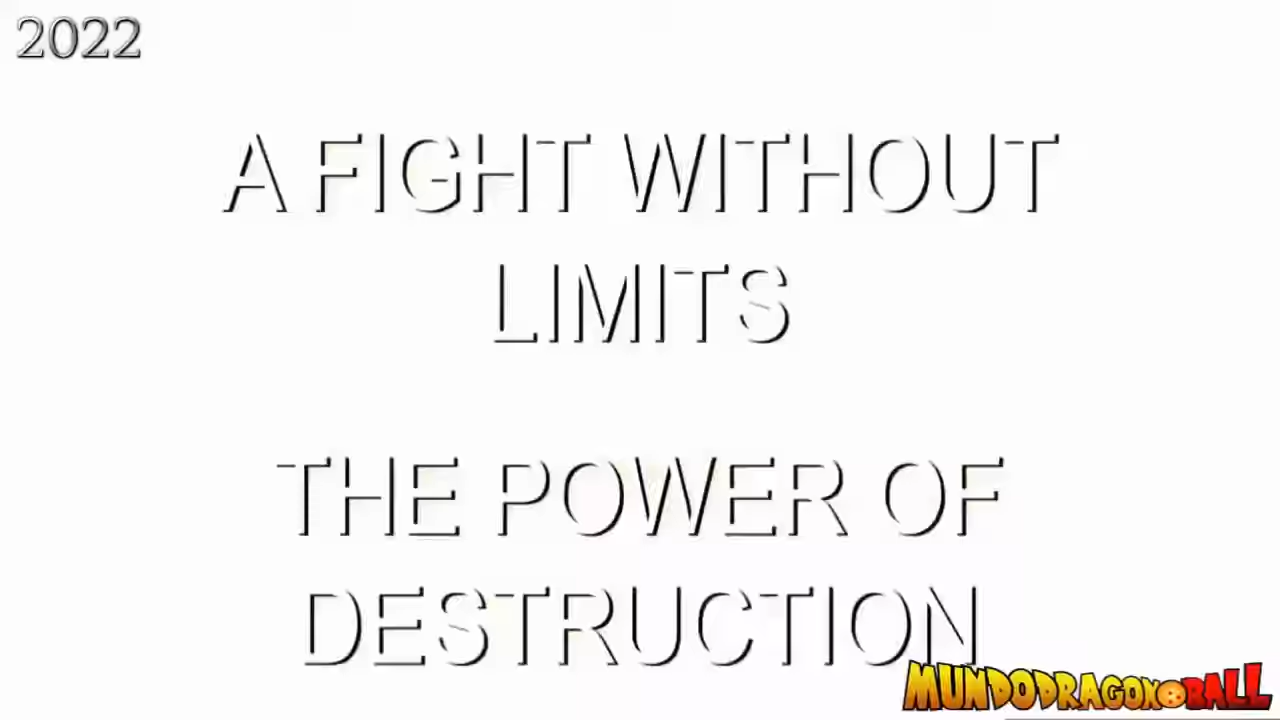 2022
A FIGHT WITHOUT
LIMITS
THE POWER OF
DESTRUCTION
MUNDODRAGONBALL